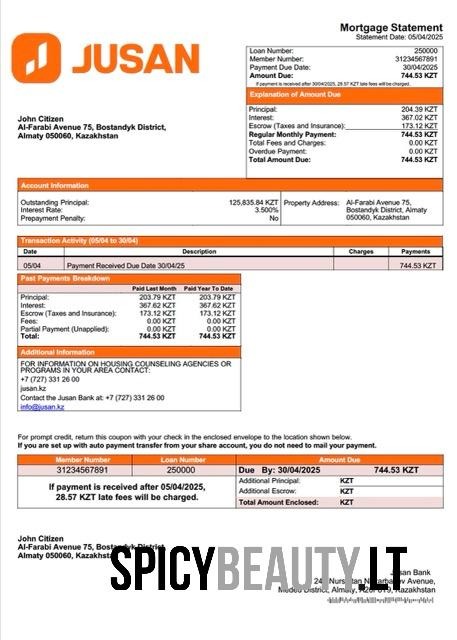 JUSAN
Mortgage Statement
Statement Date: 05/04/2025
Loan Number: 250000
Member Number: 31234567891
Payment Due Date: 30/04/2025
Amount Due: 744.53 KZT
If payment is received after 30/04/2025, 28.57 KZT late fees will be charged.
Explanation of Amount Due
Principal: 204.39 KZT
Interest: 367.02 KZT
Escrow (Taxes and Insurance): 173.12 KZT
Regular Monthly Payment: 744.53 KZT
Total Fees and Charges: 0.00 KZT
Overdue Payment: 0.00 KZT
Total Amount Due: 744.53 KZT
John Citizen
Al-Farabi Avenue 75, Bostandyk District,
Almaty 050060, Kazakhstan
Account Information
Outstanding Principal: 125,835.84 KZT
Interest Rate: 3.500%
Prepayment Penalty: No
Property Address: Al-Farabi Avenue 75,
Bostandyk District, Almaty
050060, Kazakhstan
Transaction Activity (05/04 to 30/04)
Date Description Charges Payments
05/04 Payment Received Due Date 30/04/25 744.53 KZT
Past Payments Breakdown
Paid Last Month Paid Year To Date
Principal: 203.79 KZT 203.79 KZT
Interest: 367.62 KZT 367.62 KZT
Escrow (Taxes and Insurance): 173.12 KZT 173.12 KZT
Fees: 0.00 KZT 0.00 KZT
Partial Payment (Unapplied): 0.00 KZT 0.00 KZT
Total: 744.53 KZT 744.53 KZT
Additional Information
FOR INFORMATION ON HOUSING COUNSELING AGENCIES OR
PROGRAMS IN YOUR AREA CONTACT:
+7 (727) 331 26 00
jusan.kz
Contact the Jusan Bank at: +7 (727) 331 26 00
info@jusan.kz
For prompt credit, return this coupon with your check in the enclosed envelope to the location shown below.
If you are set up with auto payment transfer from your share account, you do not need to mail your payment.
Member Number Loan Number Amount Due
31234567891 250000 Due By: 30/04/2025 744.53 KZT
If payment is received after 05/04/2025,
28.57 KZT late fees will be charged.
Additional Principal: KZT
Additional Escrow: KZT
Total Amount Enclosed: KZT
John Citizen
Al-Farabi Avenue 75, Bostandyk District,
Almaty 050060, Kazakhstan
SPICYBEAUTY.LT
Jusan Bank
Avenue,
District, Almaty, Kazakhstan